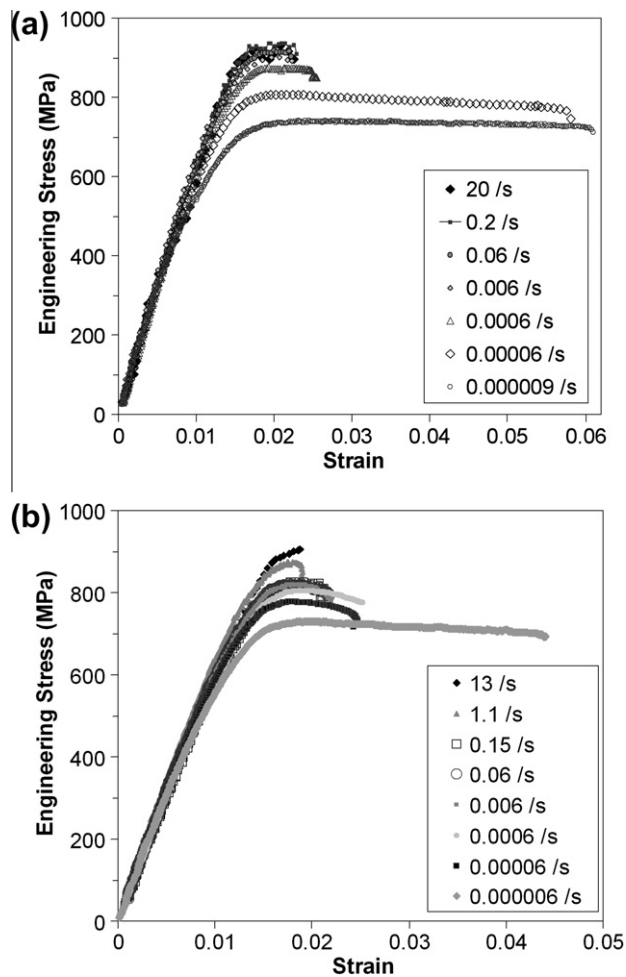 (a)
1000
800
600
400
200
0
Engineering Stress (MPa)
20 /s
0.2 /s
0.06 /s
0.006 /s
0.0006 /s
0.00006 /s
0.000009 /s
0 0.01 0.02 0.03 0.04 0.05 0.06
Strain
(b)
1000
800
600
400
200
0
Engineering Stress (MPa)
13 /s
1.1 /s
0.15 /s
0.06 /s
0.006 /s
0.0006 /s
0.00006 /s
0.000006 /s
0 0.01 0.02 0.03 0.04 0.05
Strain